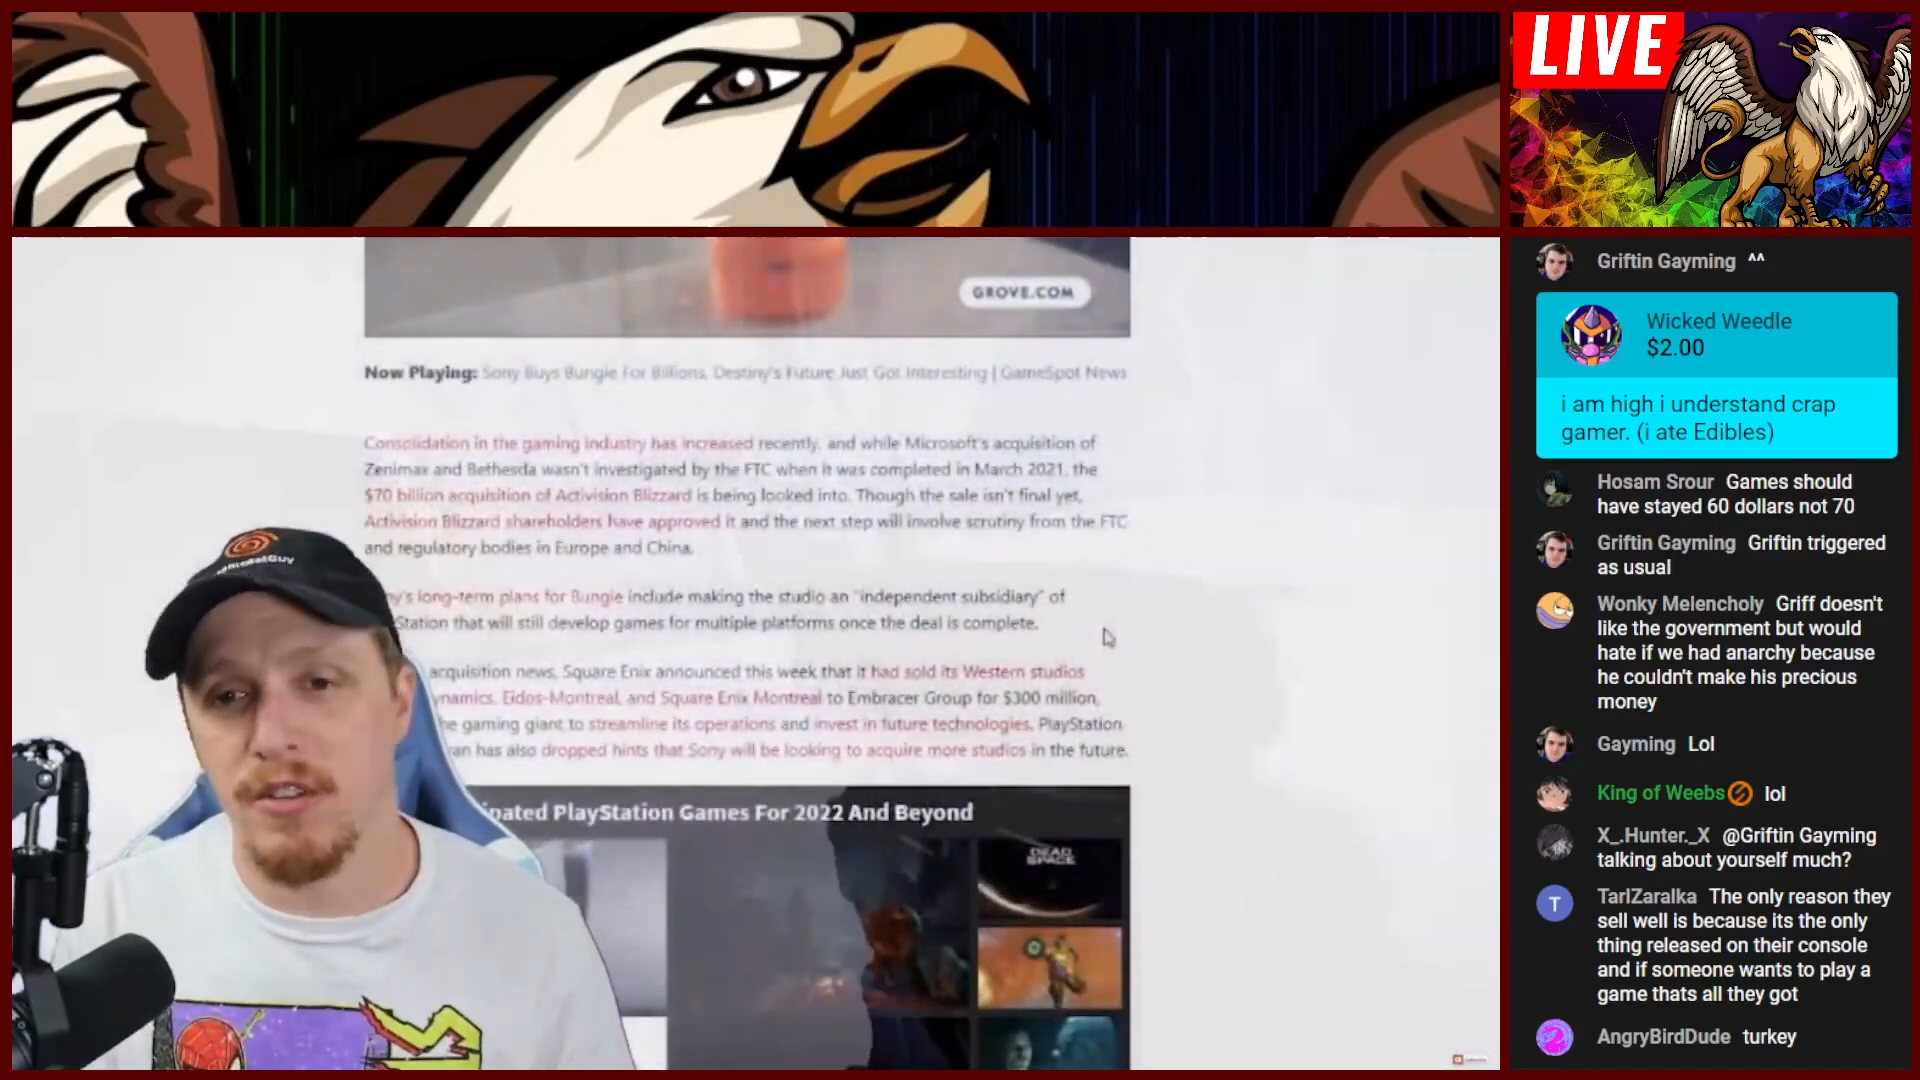 LIVE
GROVE.COM
Now Playing: Sony Buys Bungie For Billions, Destiny's Future Just Got Interesting | GameSpot News
Consolidation in the gaming industry has increased recently, and while Microsoft's acquisition of
Zenimax and Bethesda wasn't investigated by the FTC when it was completed in March 2021, the
$70 billion acquisition of Activision Blizzard is being looked into. Though the sale isn't final yet,
Activision Blizzard shareholders have approved it and the next step will involve scrutiny from the FTC
and regulatory bodies in Europe and China.
ny's long-term plans for Bungie include making the studio an "independent subsidiary" of
Station that will still develop games for multiple platforms once the deal is complete.
acquisition news, Square Enix announced this week that it had sold its Western studios
ynamics, Eidos-Montreal, and Square Enix Montreal to Embracer Group for $300 million,
he gaming giant to streamline its operations and invest in future technologies. PlayStation
an has also dropped hints that Sony will be looking to acquire more studios in the future.
pated PlayStation Games For 2022 And Beyond
DEAD
SPACE
Griftin Gayming ^^
Wicked Weedle
$2.00
i am high i understand crap
gamer. (i ate Edibles)
Hosam Srour Games should
have stayed 60 dollars not 70
Griftin Gayming Griftin triggered
as usual
Wonky Melencholy Griff doesn't
like the government but would
hate if we had anarchy because
he couldn't make his precious
money
Gayming Lol
King of Weebs lol
X_.Hunter._X @Griftin Gayming
talking about yourself much?
TarlZaralka The only reason they
sell well is because its the only
thing released on their console
and if someone wants to play a
game thats all they got
T
AngryBirdDude turkey